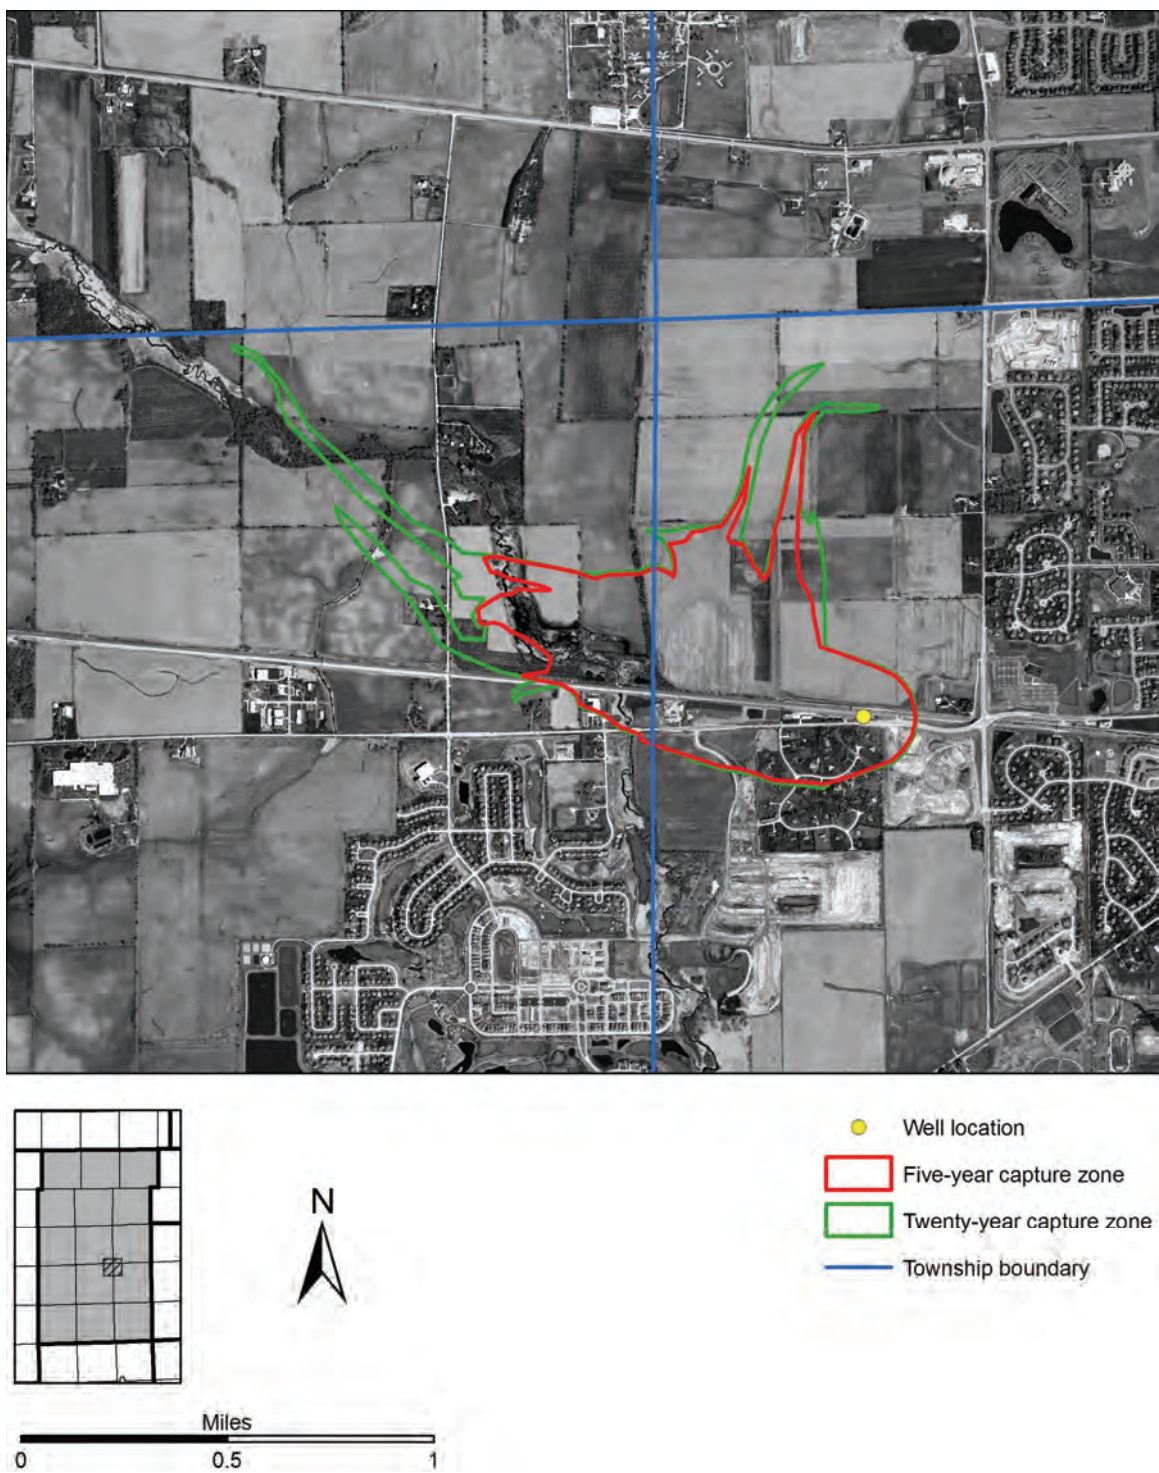 Well location
Five-year capture zone
N
Twenty-year capture zone
Township boundary
Miles
0 0.5 1